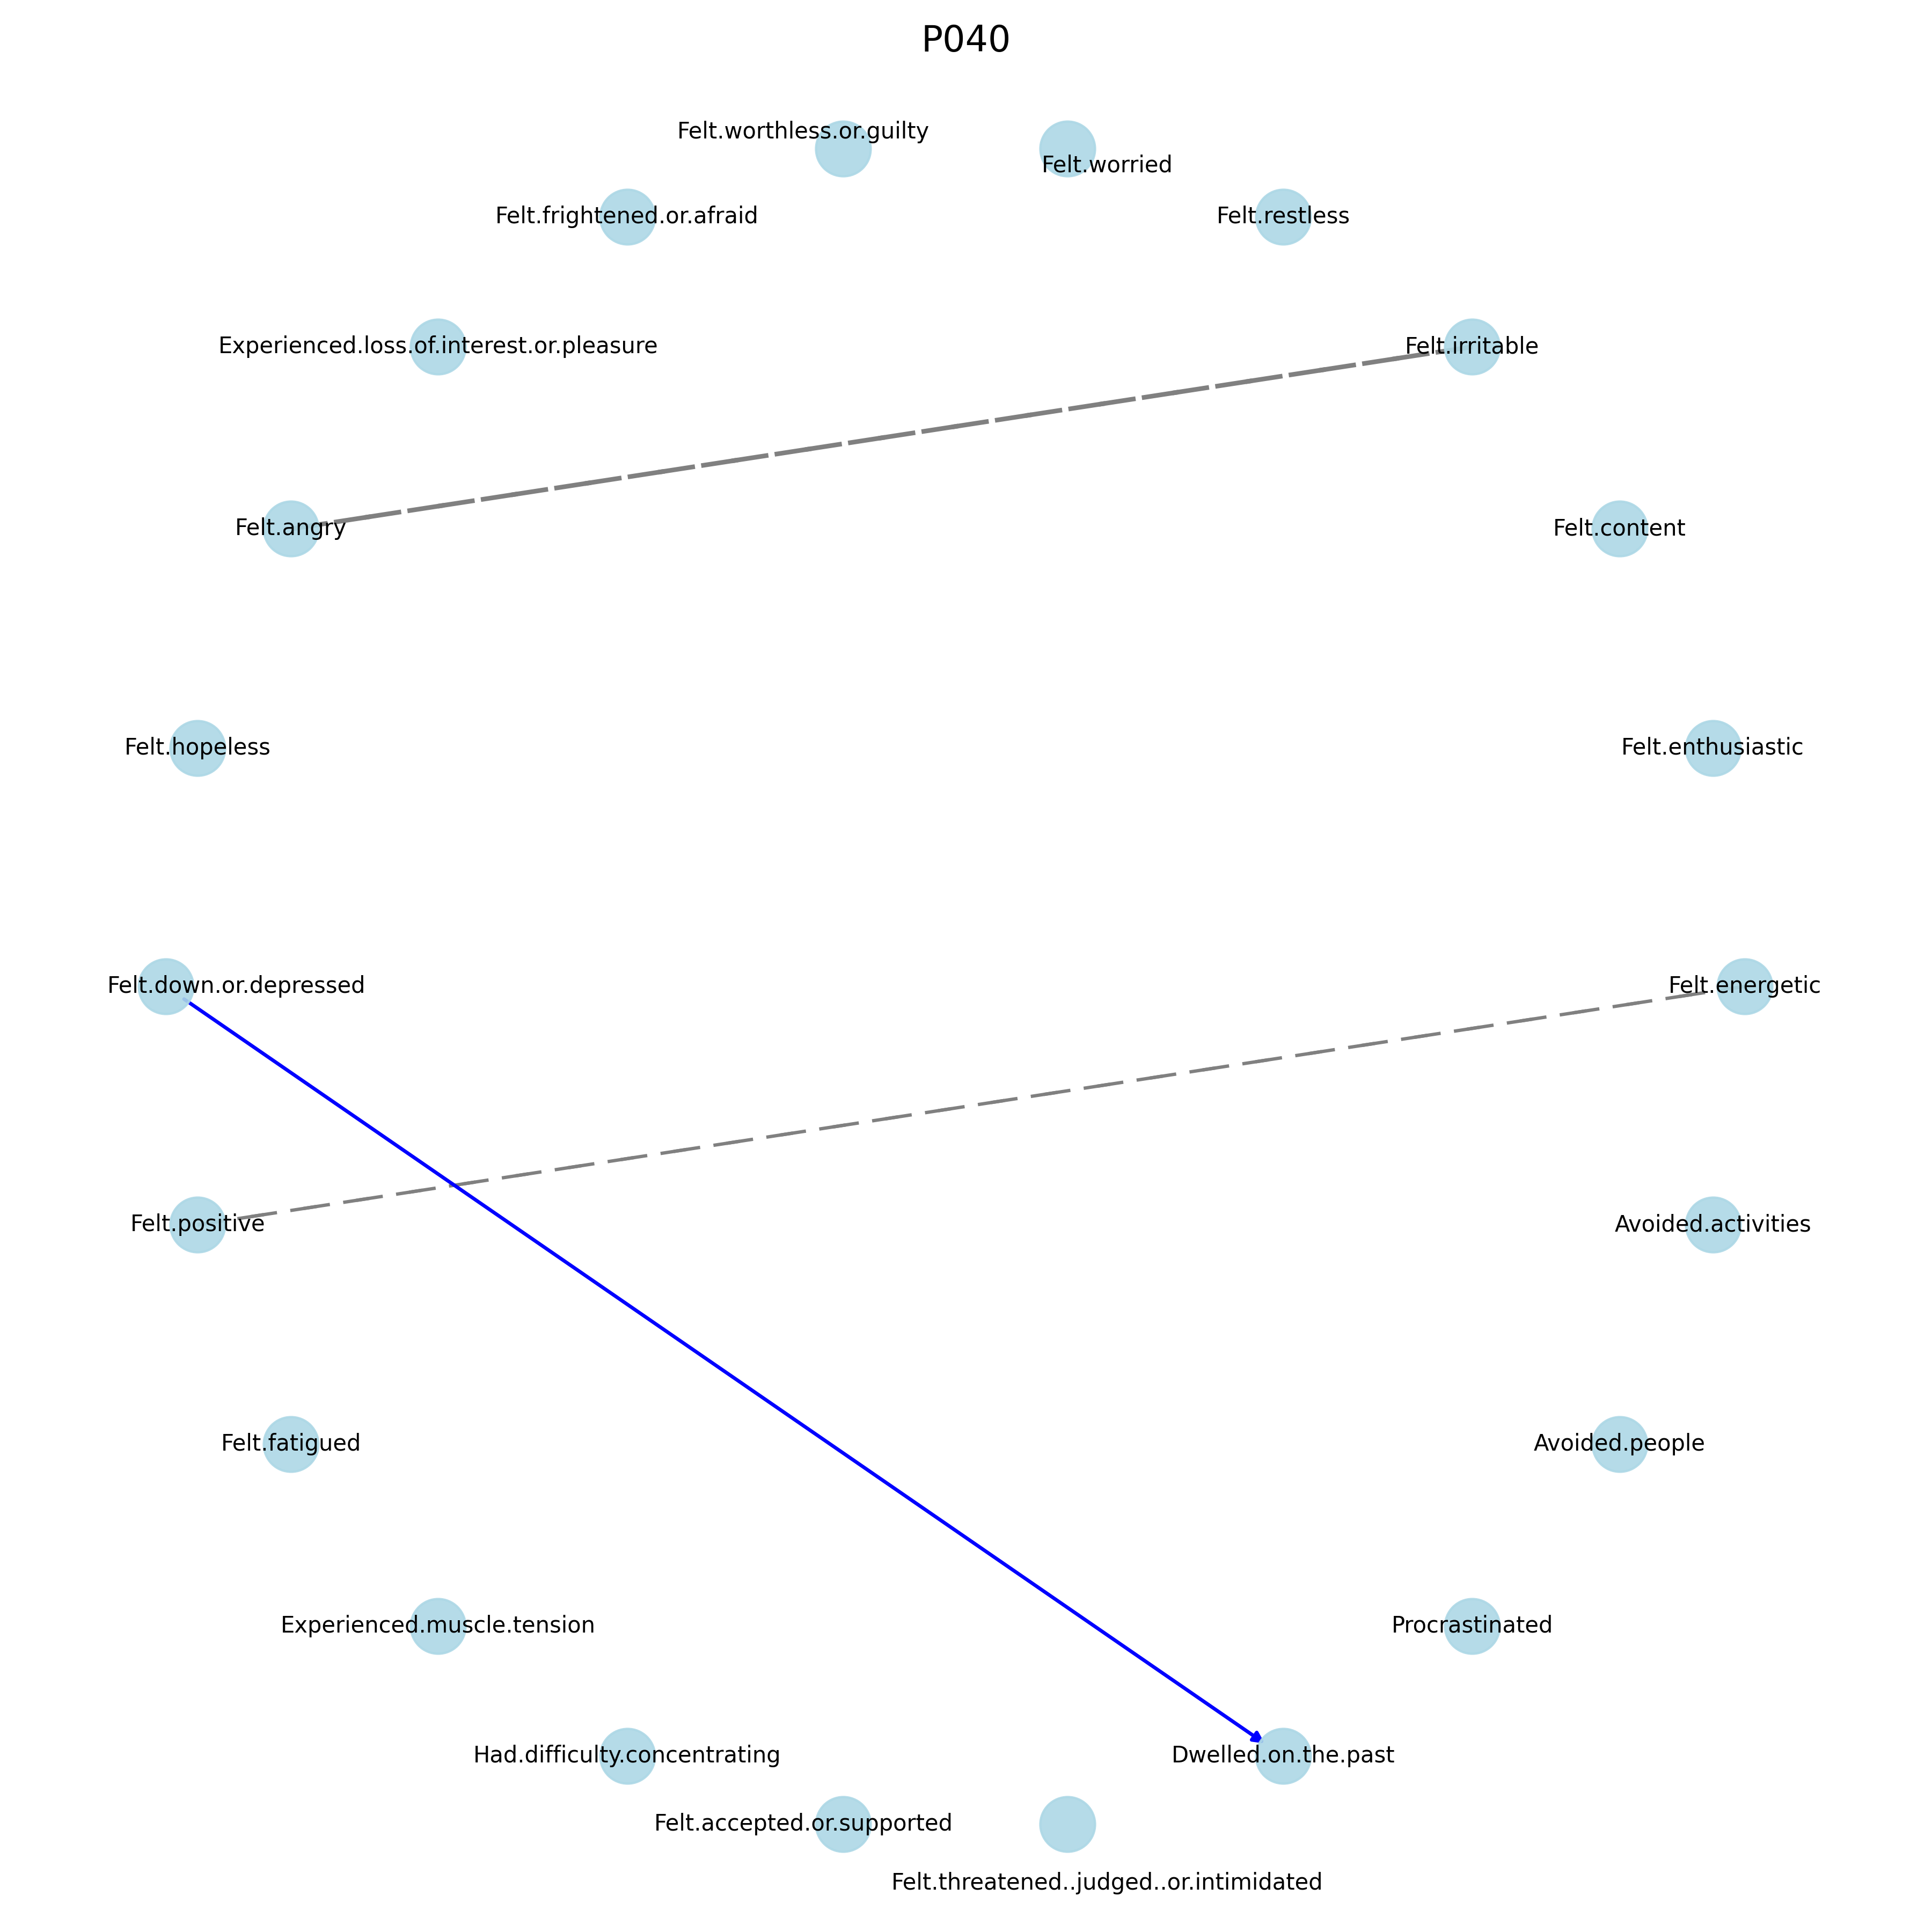 P040
Felt.worthless.or.guilty
Felt.worried
Felt.frightened.or.afraid
Felt.restless
Experienced.loss.of.interest.or.pleasure
Felt.irritable
Felt.angry
Felt.content
Felt.hopeless
Felt.enthusiastic
Felt.down.or.depressed
Felt.energetic
Felt.positive
Avoided.activities
Felt.fatigued
Avoided.people
Experienced.muscle.tension
Procrastinated
Had.difficulty.concentrating
Dwelled.on.the.past
Felt.accepted.or.supported
Felt.threatened..judged..or.intimidated